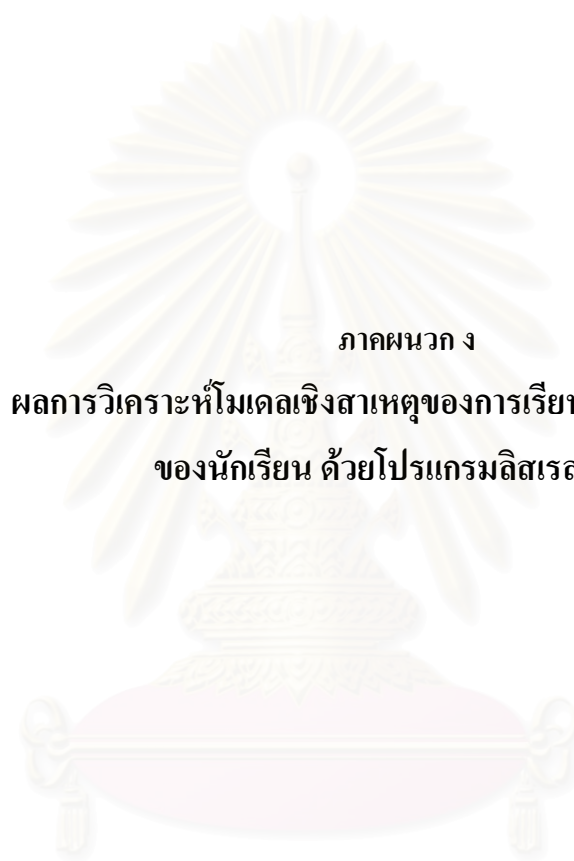 ภาคผนวก ง
ผลการวิเคราะห์โมเดลเชิงสาเหตุของการเรีย
ของนักเรียน ด้วยโปรแกรมลิสเร